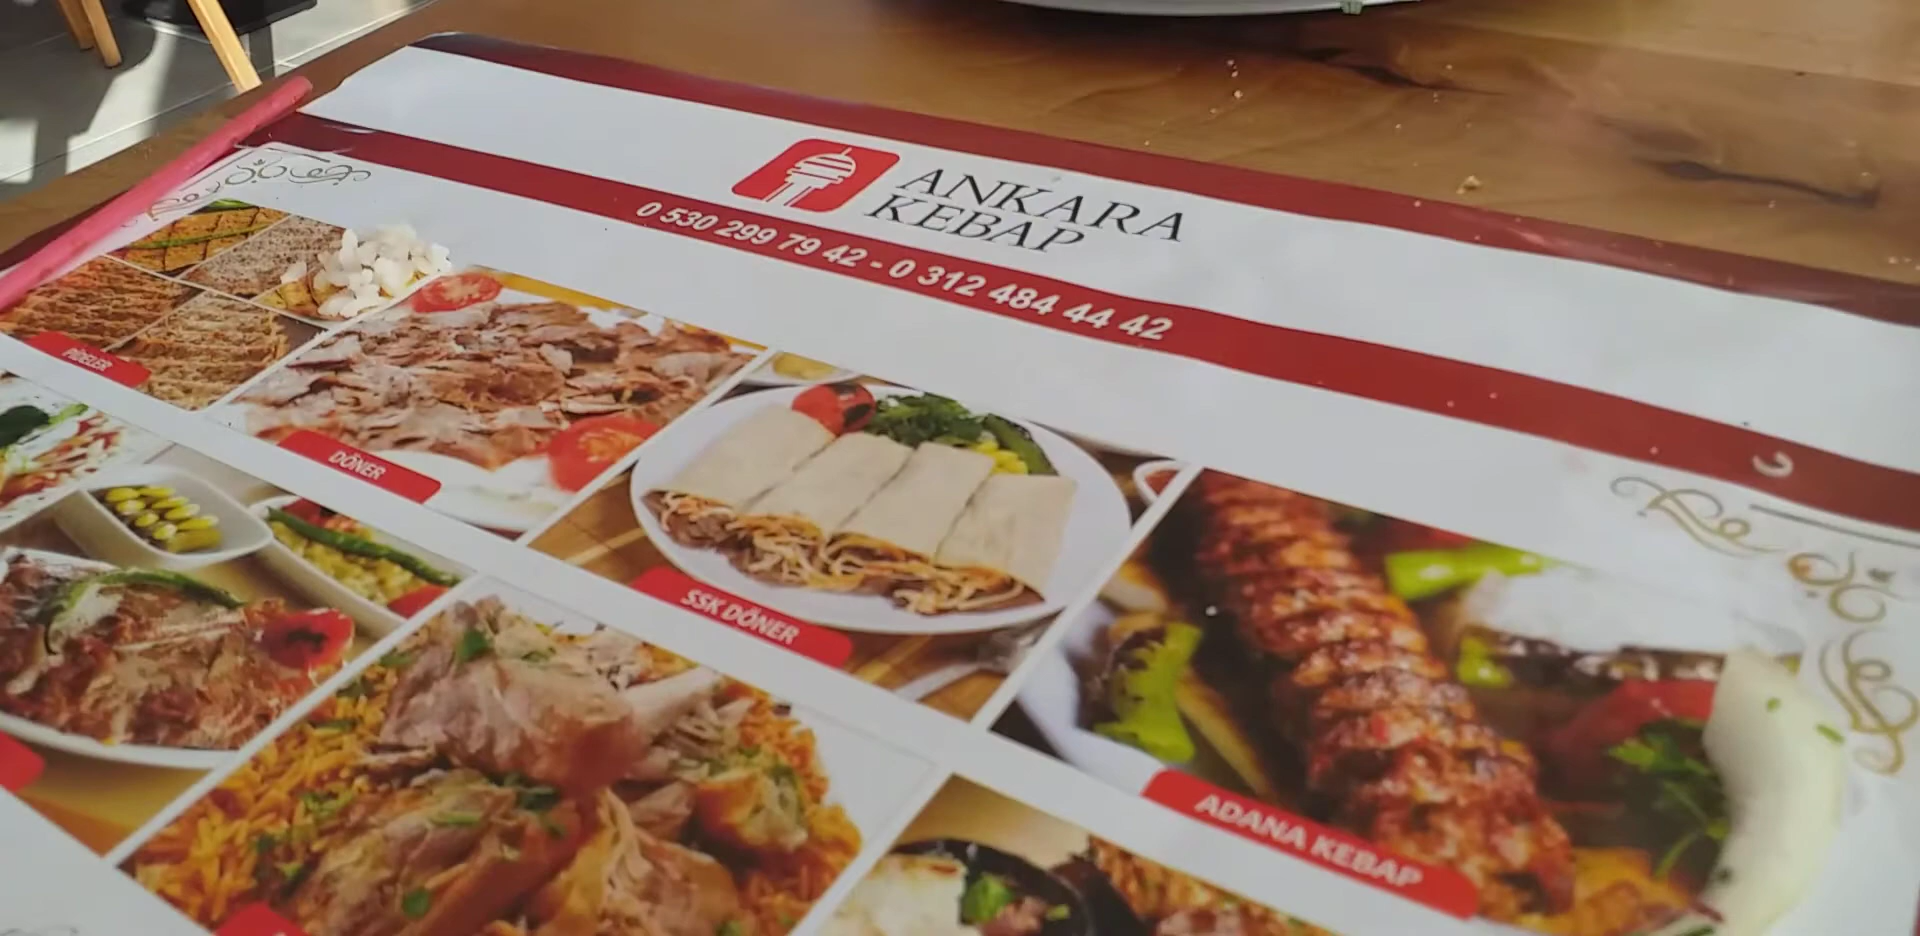 ANKARA
KEBAP
0 530 299 79 42 - 0 312 484 44 42
PİDELER
DÖNER
SSK DÖNER
ADANA KEBAP